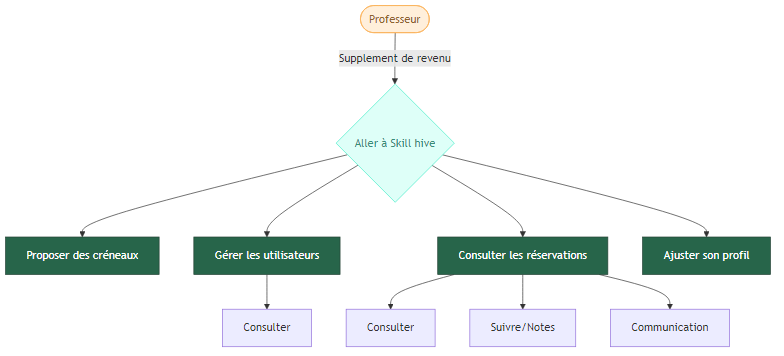 Professeur
Supplement de revenu
Aller à Skill hive
Proposer des créneaux
Gérer les utilisateurs
Consulter les réservations
Ajuster son profil
Consulter
Consulter
Suivre/Notes
Communication